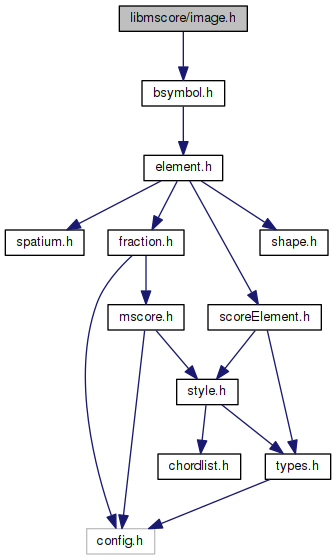 libmscore/image.h
bsymbol.h
element.h
spatium.h
fraction.h
shape.h
mscore.h
scoreElement.h
style.h
chordlist.h
types.h
config.h